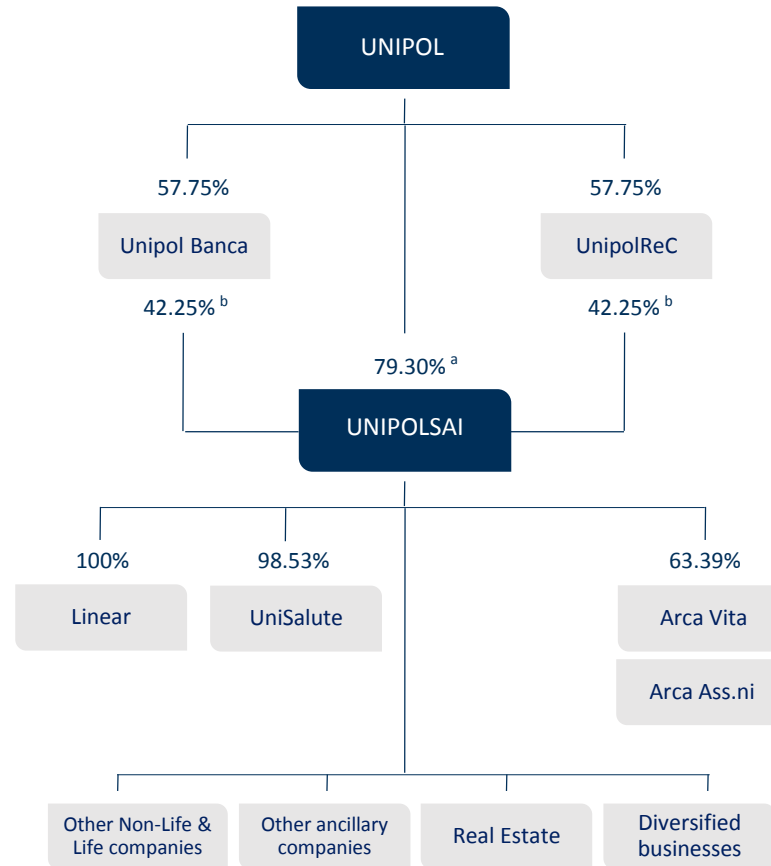 UNIPOL
57.75%
57.75%
Unipol Banca
UnipolReC
42.25% b
42.25% b
79.30% a
UNIPOLSAI
100%
98.53%
63.39%
Linear
UniSalute
Arca Vita
Arca Ass.ni
Other Non-Life &
Life companies
Other ancillary
companies
Real Estate
Diversified
businesses